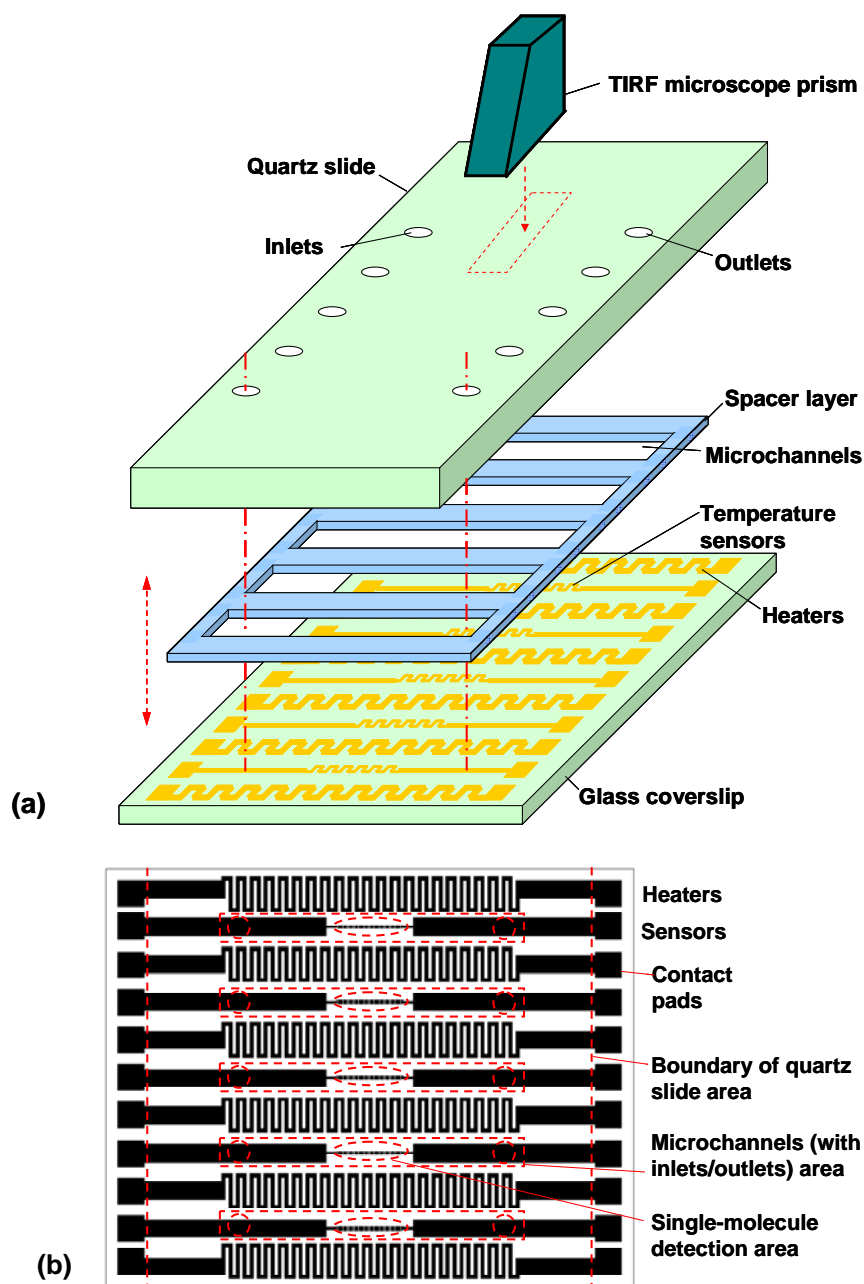 TIRF microscope prism
Quartz slide
Inlets
Outlets
Spacer layer
Microchannels
Temperature
sensors
Heaters
Glass coverslip
(a)
Heaters
Sensors
Contact
pads
Boundary of quartz
slide area
Microchannels (with
inlets/outlets) area
Single-molecule
detection area
(b)